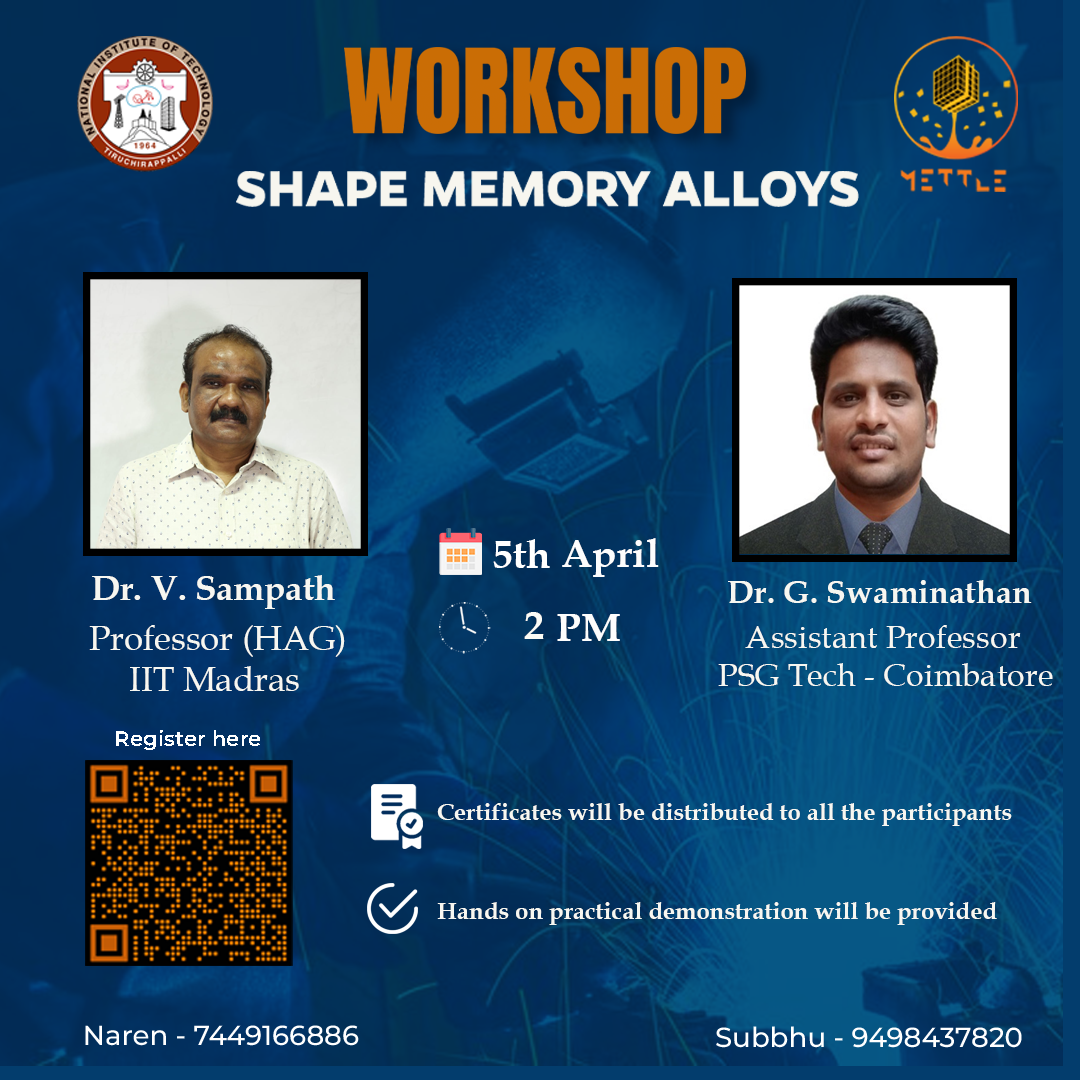 NATIONAL INSTITUTE OF TECHNOLOGY
1964
TIRUCHIRAPPALLI
WORKSHOP
METTLE
SHAPE MEMORY ALLOYS
Dr. V. Sampath
Professor (HAG)
IIT Madras
5th April
2 PM
Dr. G. Swaminathan
Assistant Professor
PSG Tech - Coimbatore
Register here
Certificates will be distributed to all the participants
Hands on practical demonstration will be provided
Naren - 7449166886
Subbhu - 9498437820